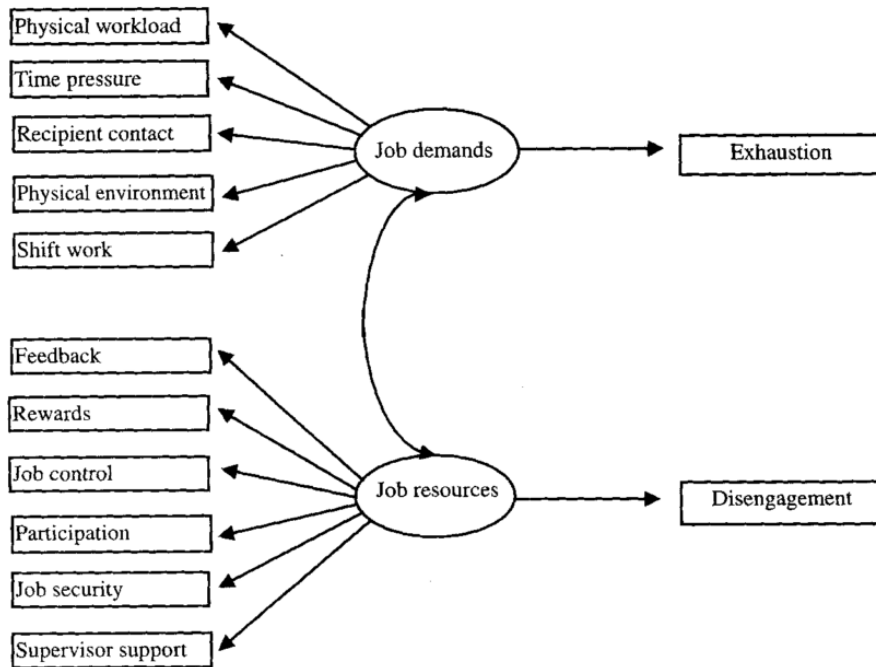 Physical workload
Time pressure
Recipient contact
Physical environment
Shift work
Job demands
Exhaustion
Feedback
Rewards
Job control
Participation
Job security
Supervisor support
Job resources
Disengagement